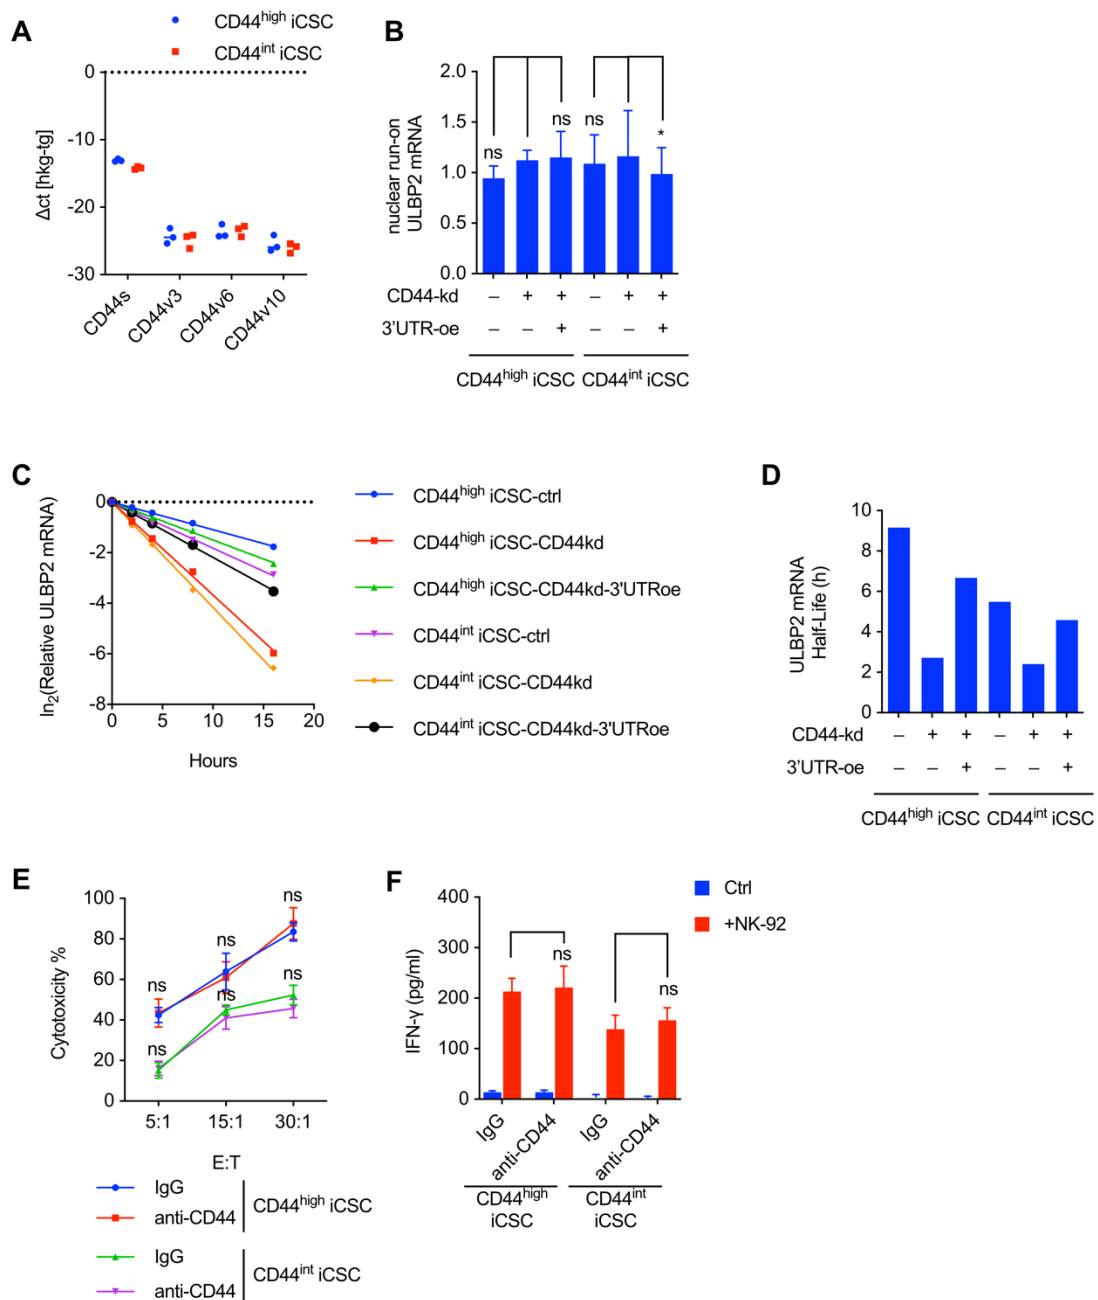 A
CD44high iCSC
CD44int iCSC
Δct [hkg-tg]
0
-10
-20
-30
CD44s
CD44v3
CD44v6
CD44v10
B
nuclear run-on
ULBP2 mRNA
2.0
1.5
1.0
0.5
0.0
ns
ns
ns
*
CD44-kd – + + – + +
3'UTR-oe – – + – – +
CD44high iCSC CD44int iCSC
C
ln2(Relative ULBP2 mRNA)
0
-2
-4
-6
-8
0 5 10 15 20
Hours
CD44high iCSC-ctrl
CD44high iCSC-CD44kd
CD44high iCSC-CD44kd-3'UTRoe
CD44int iCSC-ctrl
CD44int iCSC-CD44kd
CD44int iCSC-CD44kd-3'UTRoe
D
ULBP2 mRNA
Half-Life (h)
10
8
6
4
2
0
CD44-kd – + + – + +
3'UTR-oe – – + – – +
CD44high iCSC CD44int iCSC
E
Cytotoxicity %
100
80
60
40
20
0
ns
ns
ns
ns
ns
ns
5:1 15:1 30:1
E:T
IgG
anti-CD44
CD44high iCSC
IgG
anti-CD44
CD44int iCSC
F
Ctrl
+NK-92
IFN-γ (pg/ml)
400
300
200
100
0
ns
ns
IgG
anti-CD44
IgG
anti-CD44
CD44high
iCSC
CD44int
iCSC